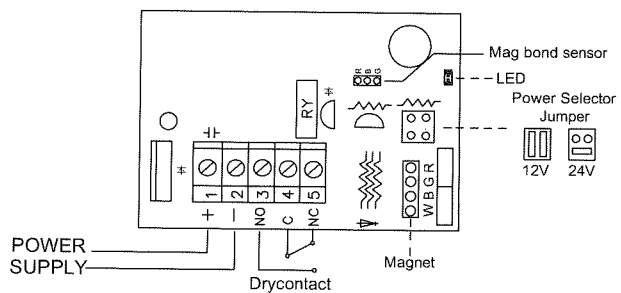 R B G
Mag bond sensor
LED
Power Selector
Jumper
12V 24V
RY
1 2 3 4 5
+ − NO C NC
W B G R
POWER
SUPPLY
Drycontact
Magnet